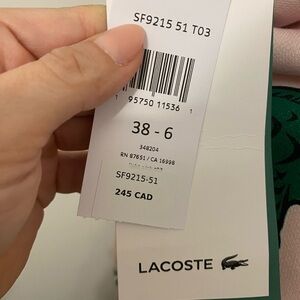 SF9215 51 T03
1 95750 11536 1
38 - 6
348204
RN 87651 / CA 16998
SF9215-51
245 CAD
LACOSTE